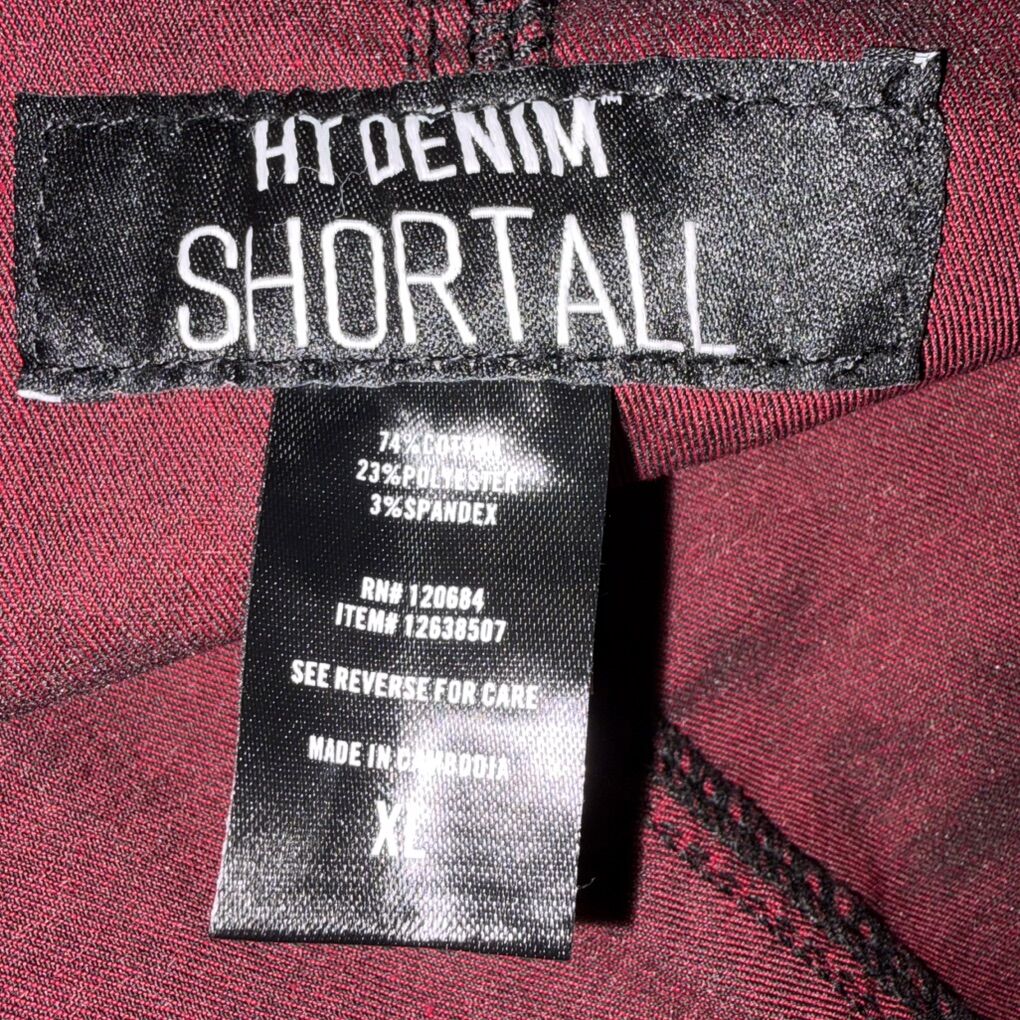 HT DENIM™
SHORTALL
74%COTTON
23%POLYESTER
3%SPANDEX
RN# 120684
ITEM# 12638507
SEE REVERSE FOR CARE
MADE IN CAMBODIA
XL